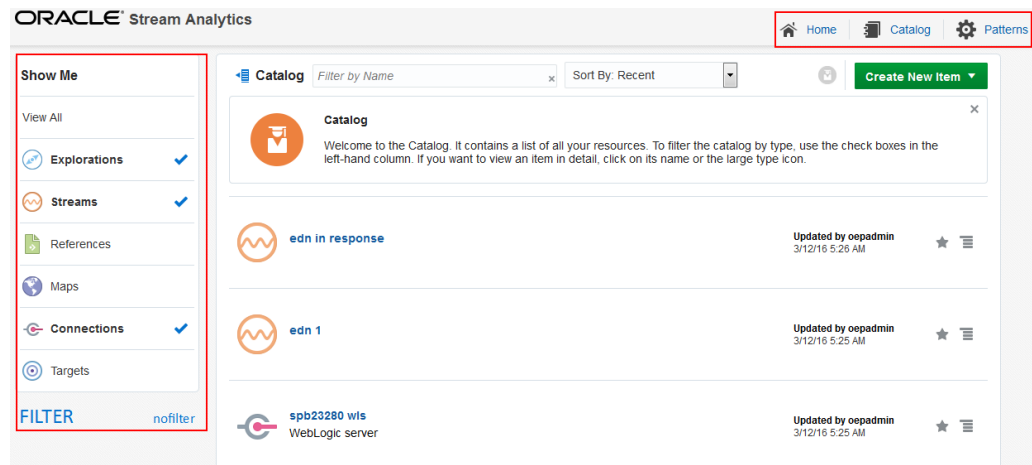 ORACLE Stream Analytics
Home
Catalog
Patterns
Show Me
View All
Explorations
Streams
References
Maps
Connections
Targets
FILTER
nofilter
Catalog
Filter by Name
×
Sort By: Recent
Create New Item
Catalog
×
Welcome to the Catalog. It contains a list of all your resources. To filter the catalog by type, use the check boxes in the
left-hand column. If you want to view an item in detail, click on its name or the large type icon.
edn in response
Updated by oepadmin
3/12/16 5:26 AM
edn 1
Updated by oepadmin
3/12/16 5:25 AM
spb23280 wls
WebLogic server
Updated by oepadmin
3/12/16 5:25 AM